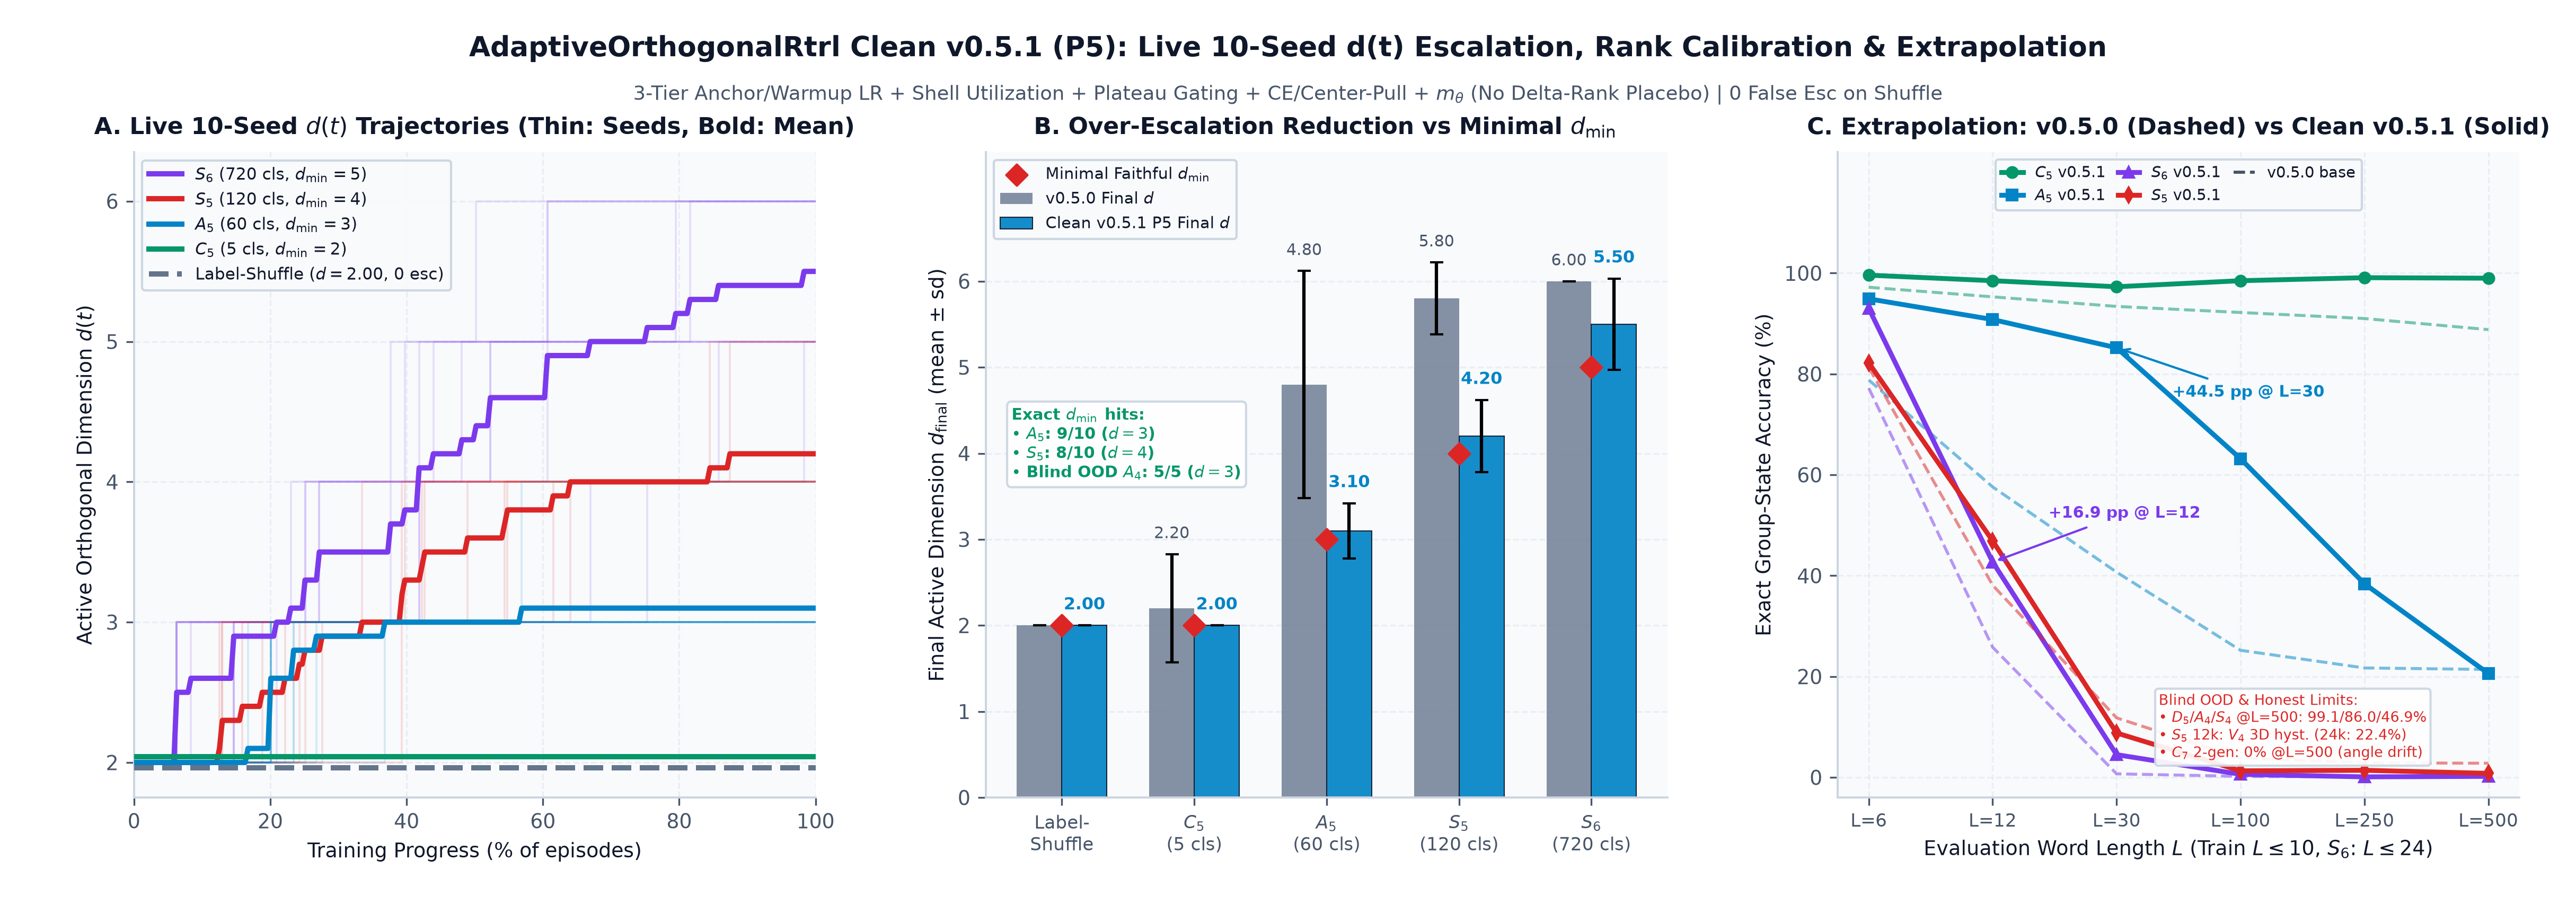 AdaptiveOrthogonalRtrl Clean v0.5.1 (P5): Live 10-Seed d(t) Escalation, Rank Calibration & Extrapolation
3-Tier Anchor/Warmup LR + Shell Utilization + Plateau Gating + CE/Center-Pull + m_θ (No Delta-Rank Placebo) | 0 False Esc on Shuffle
A. Live 10-Seed d(t) Trajectories (Thin: Seeds, Bold: Mean)
S₆ (720 cls, d_min = 5)
S₅ (120 cls, d_min = 4)
A₅ (60 cls, d_min = 3)
C₅ (5 cls, d_min = 2)
Label-Shuffle (d = 2.00, 0 esc)
Active Orthogonal Dimension d(t)
6
5
4
3
2
0 20 40 60 80 100
Training Progress (% of episodes)
B. Over-Escalation Reduction vs Minimal d_min
Minimal Faithful d_min
v0.5.0 Final d
Clean v0.5.1 P5 Final d
Final Active Dimension d_final (mean ± sd)
6
5
4
3
2
1
0
2.00
2.20
2.00
4.80
3.10
5.80
4.20
6.00
5.50
Exact d_min hits:
• A₅: 9/10 (d = 3)
• S₅: 8/10 (d = 4)
• Blind OOD A₄: 5/5 (d = 3)
Label-
Shuffle
C₅
(5 cls)
A₅
(60 cls)
S₅
(120 cls)
S₆
(720 cls)
C. Extrapolation: v0.5.0 (Dashed) vs Clean v0.5.1 (Solid)
C₅ v0.5.1 S₆ v0.5.1 v0.5.0 base
A₅ v0.5.1 S₅ v0.5.1
Exact Group-State Accuracy (%)
100
80
60
40
20
0
+44.5 pp @ L=30
+16.9 pp @ L=12
Blind OOD & Honest Limits:
• D₅/A₄/S₄ @L=500: 99.1/86.0/46.9%
• S₅ 12k: V₄ 3D hyst. (24k: 22.4%)
• C₇ 2-gen: 0% @L=500 (angle drift)
L=6 L=12 L=30 L=100 L=250 L=500
Evaluation Word Length L (Train L ≤ 10, S₆: L ≤ 24)